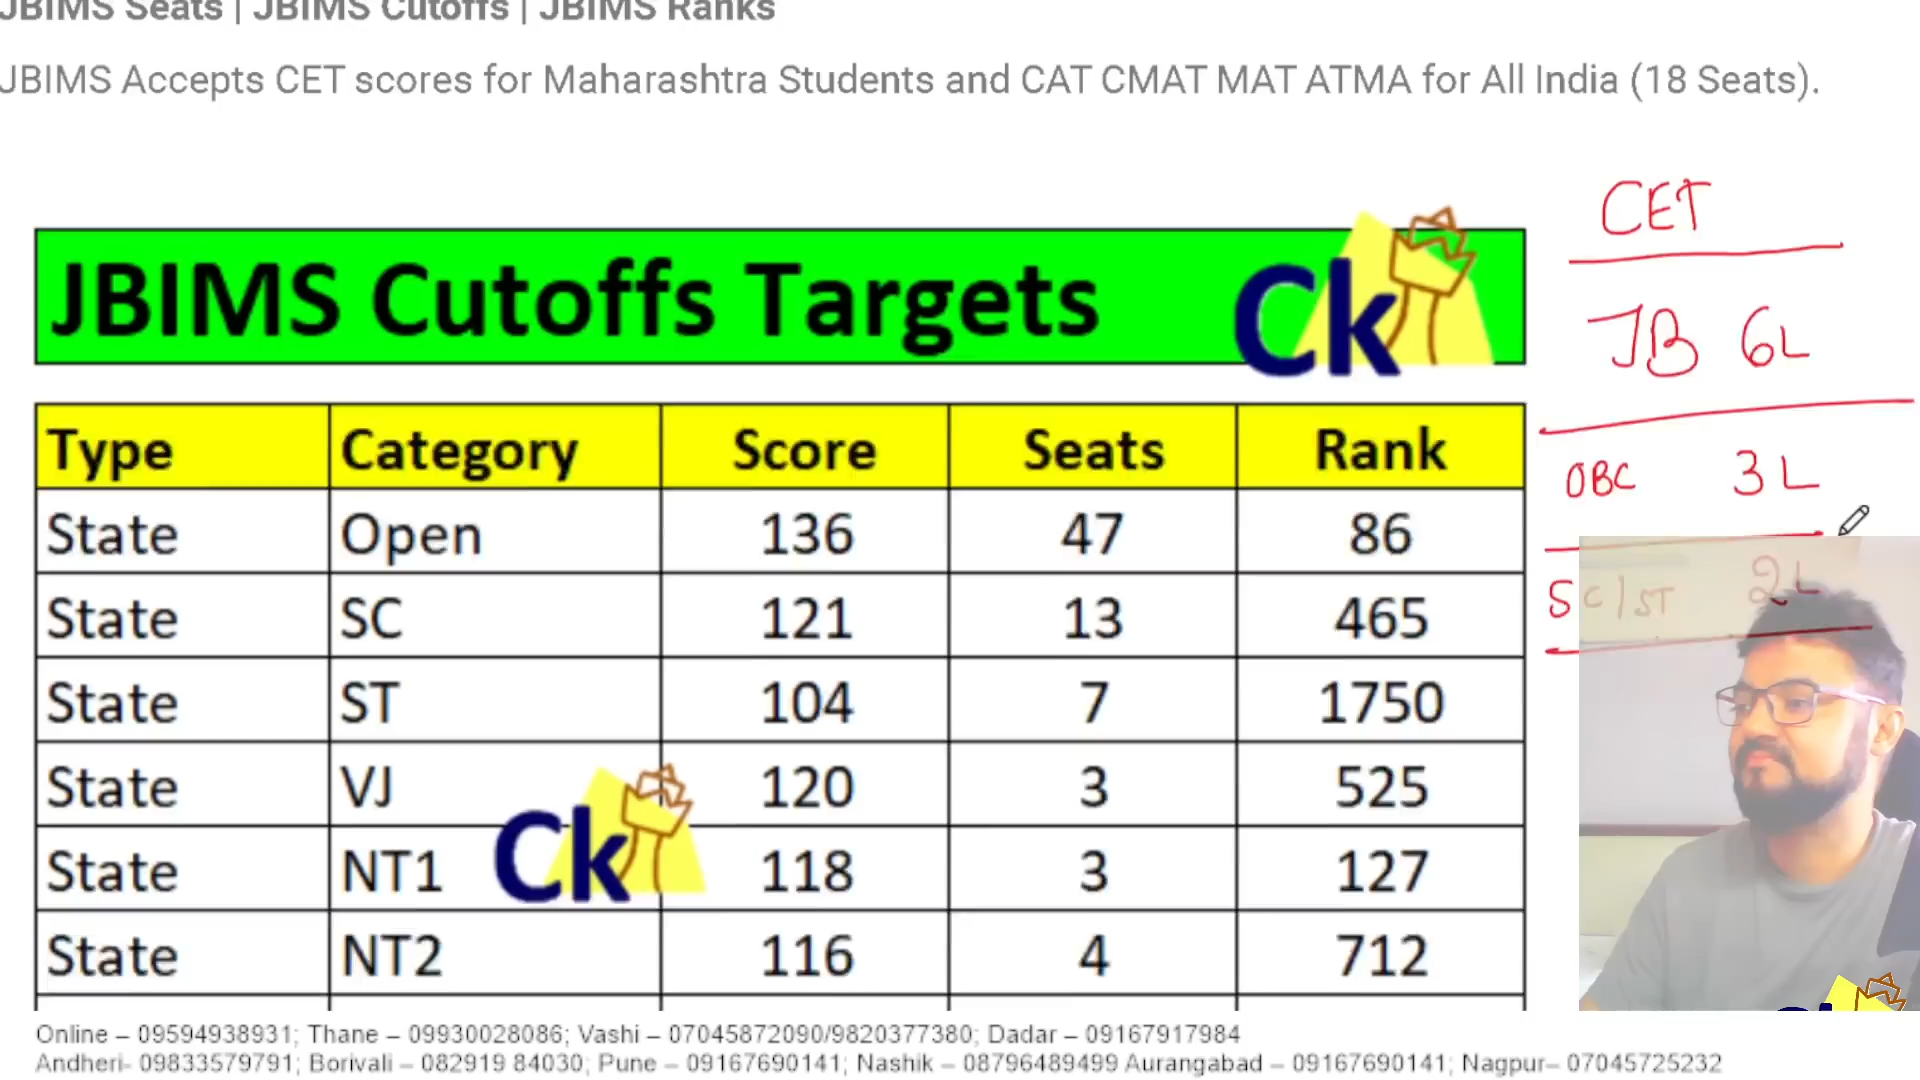 JBIMS Seats | JBIMS Cutoffs | JBIMS Ranks
JBIMS Accepts CET scores for Maharashtra Students and CAT CMAT MAT ATMA for All India (18 Seats).
JBIMS Cutoffs Targets
Ck
Type Category Score Seats Rank
State Open 136 47 86
State SC 121 13 465
State ST 104 7 1750
State VJ 120 3 525
State NT1 118 3 127
State NT2 116 4 712
Ck
CET
JB 6L
OBC 3L
SC/ST 2L
Online – 09594938931; Thane – 09930028086; Vashi – 07045872090/9820377380; Dadar – 09167917984
Andheri- 09833579791; Borivali – 082919 84030; Pune – 09167690141; Nashik – 08796489499 Aurangabad – 09167690141; Nagpur– 07045725232